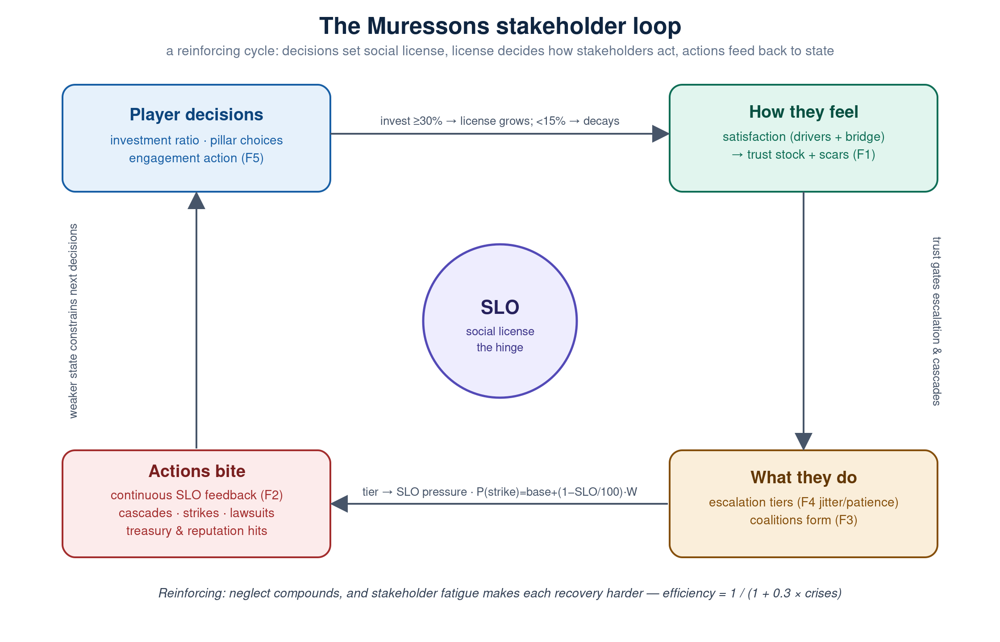 The Muressons stakeholder loop
a reinforcing cycle: decisions set social license, license decides how stakeholders act, actions feed back to state
Player decisions
investment ratio · pillar choices
engagement action (F5)
invest ≥30% → license grows; <15% → decays
How they feel
satisfaction (drivers + bridge)
→ trust stock + scars (F1)
weaker state constrains next decisions
SLO
social license
the hinge
trust gates escalation & cascades
Actions bite
continuous SLO feedback (F2)
cascades · strikes · lawsuits
treasury & reputation hits
tier → SLO pressure · P(strike)=base+(1−SLO/100)·W
What they do
escalation tiers (F4 jitter/patience)
coalitions form (F3)
Reinforcing: neglect compounds, and stakeholder fatigue makes each recovery harder — efficiency = 1 / (1 + 0.3 × crises)